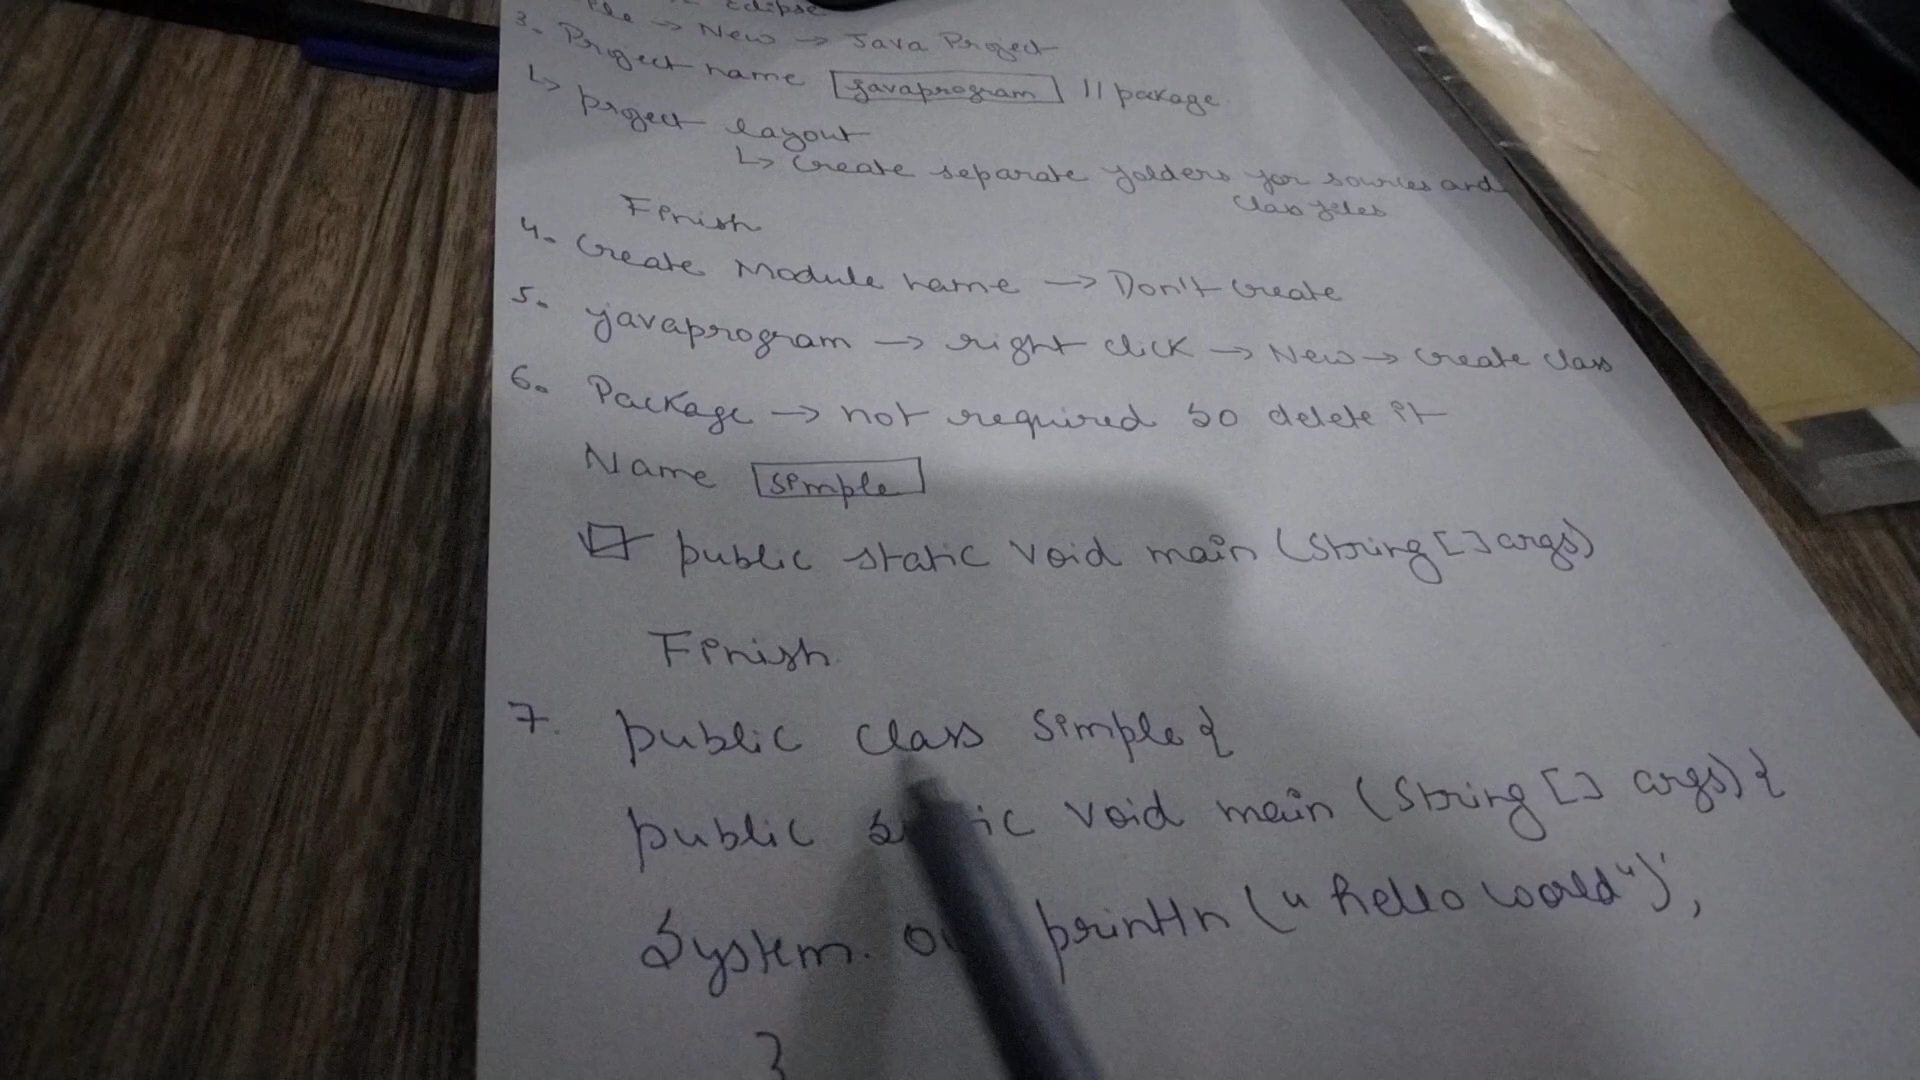 Eclipse
File -> New -> Java Project
3. Project name [javaprogram] // pakage
↳ project layout
↳ Create separate folders for sources and
class files
Finish
4. Create Module name -> Don't create
5. javaprogram -> right click -> New -> create class
6. Package -> not required so delete it
Name [simple]
☑ public static void main (String [] args)
Finish
7. public class simple {
public ic void main (String [] args) {
System. println ("hello world");
}